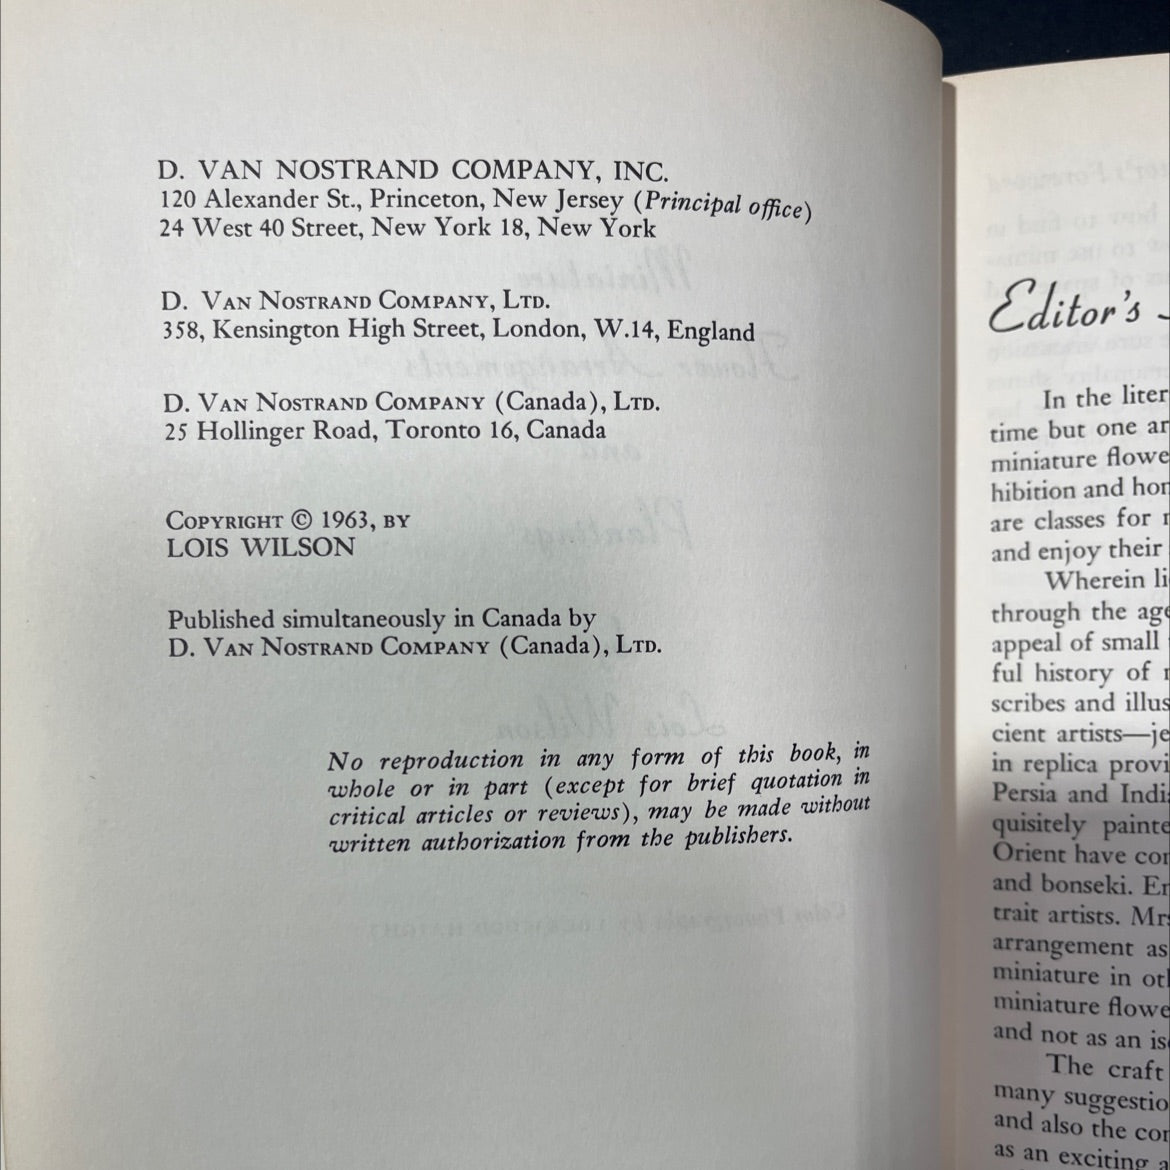 D. VAN NOSTRAND COMPANY, INC.
120 Alexander St., Princeton, New Jersey (Principal office)
24 West 40 Street, New York 18, New York
D. VAN NOSTRAND COMPANY, LTD.
358, Kensington High Street, London, W.14, England
D. VAN NOSTRAND COMPANY (Canada), LTD.
25 Hollinger Road, Toronto 16, Canada
COPYRIGHT © 1963, BY
LOIS WILSON
Published simultaneously in Canada by
D. VAN NOSTRAND COMPANY (Canada), LTD.
No reproduction in any form of this book, in
whole or in part (except for brief quotation in
critical articles or reviews), may be made without
written authorization from the publishers.
Editor's
In the liter
time but one ar
miniature flowe
hibition and hor
are classes for
and enjoy their
Wherein li
through the age
appeal of small
ful history of
scribes and illus
cient artists—je
in replica provi
Persia and Indi
quisitely painte
Orient have cor
and bonseki. Er
trait artists. Mrs
arrangement as
miniature in ot
miniature flowe
and not as an is
The craft
many suggestio
and also the cor
as an exciting